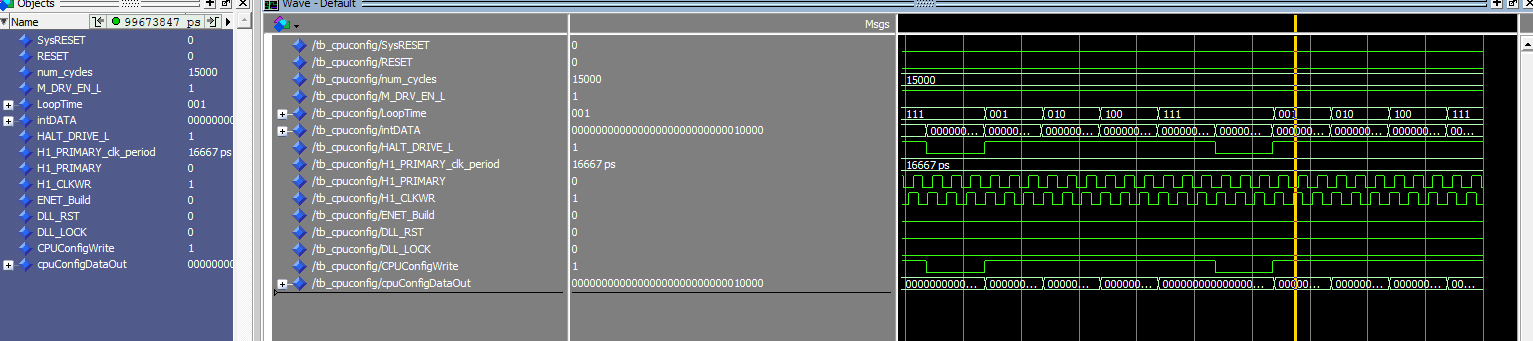 Objects
Wave - Default
Name
99673847 ps
Msgs
SysRESET 0
RESET 0
num_cycles 15000
M_DRV_EN_L 1
LoopTime 001
intDATA 00000000
HALT_DRIVE_L 1
H1_PRIMARY_clk_period 16667 ps
H1_PRIMARY 0
H1_CLKWR 1
ENET_Build 0
DLL_RST 0
DLL_LOCK 0
CPUConfigWrite 1
cpuConfigDataOut 00000000
/tb_cpuconfig/SysRESET 0
/tb_cpuconfig/RESET 0
/tb_cpuconfig/num_cycles 15000 15000
/tb_cpuconfig/M_DRV_EN_L 1
/tb_cpuconfig/LoopTime 001 111 001 010 100 111 001 010 100 111
/tb_cpuconfig/intDATA 00000000000000000000000000010000 000000... 00000... 000000... 000000... 000000... 000000... 000000... 000000... 000000... 00...
/tb_cpuconfig/HALT_DRIVE_L 1
/tb_cpuconfig/H1_PRIMARY_clk_period 16667 ps 16667 ps
/tb_cpuconfig/H1_PRIMARY 0
/tb_cpuconfig/H1_CLKWR 1
/tb_cpuconfig/ENET_Build 0
/tb_cpuconfig/DLL_RST 0
/tb_cpuconfig/DLL_LOCK 0
/tb_cpuconfig/CPUConfigWrite 1
/tb_cpuconfig/cpuConfigDataOut 00000000000000000000000000010000 0000000000... 00000... 000000... 000000... 00000000000000... 00000... 000000... 000000... 00...